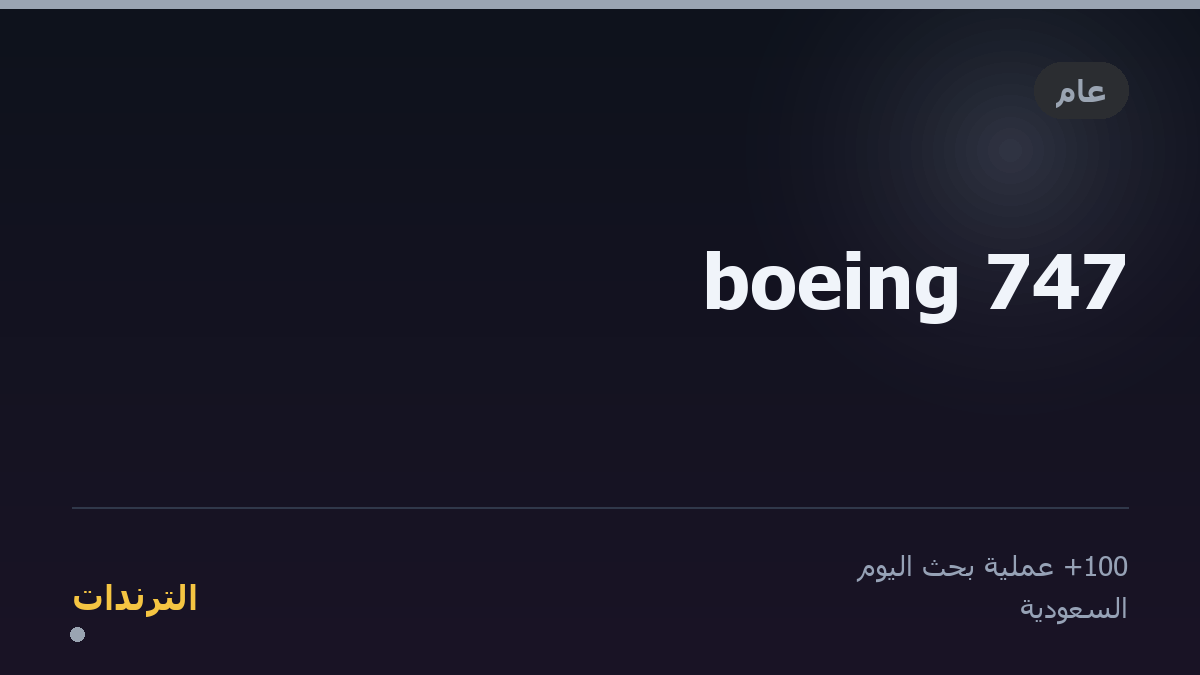 عام
boeing 747
100+ عملية بحث اليوم
السعودية
الترندات